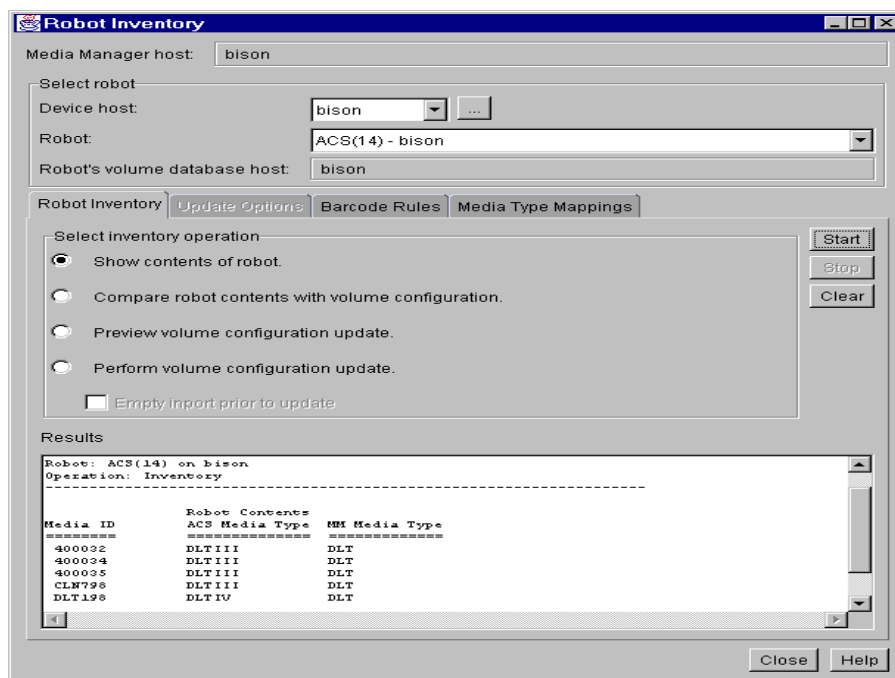 Robot Inventory
Media Manager host: bison
Select robot
Device host: bison ...
Robot: ACS(14) - bison
Robot's volume database host: bison
Robot Inventory Update Options Barcode Rules Media Type Mappings
Select inventory operation
Start
Show contents of robot.
Stop
Compare robot contents with volume configuration.
Clear
Preview volume configuration update.
Perform volume configuration update.
Empty inport prior to update
Results
Robot: ACS(14) on bison
Operation: Inventory
--------------------------------------------------------------------
Robot Contents
Media ID ACS Media Type MM Media Type
======== ============== =============
400032 DLTIII DLT
400034 DLTIII DLT
400035 DLTIII DLT
CLN798 DLTIII DLT
DLT198 DLTIV DLT
Close Help